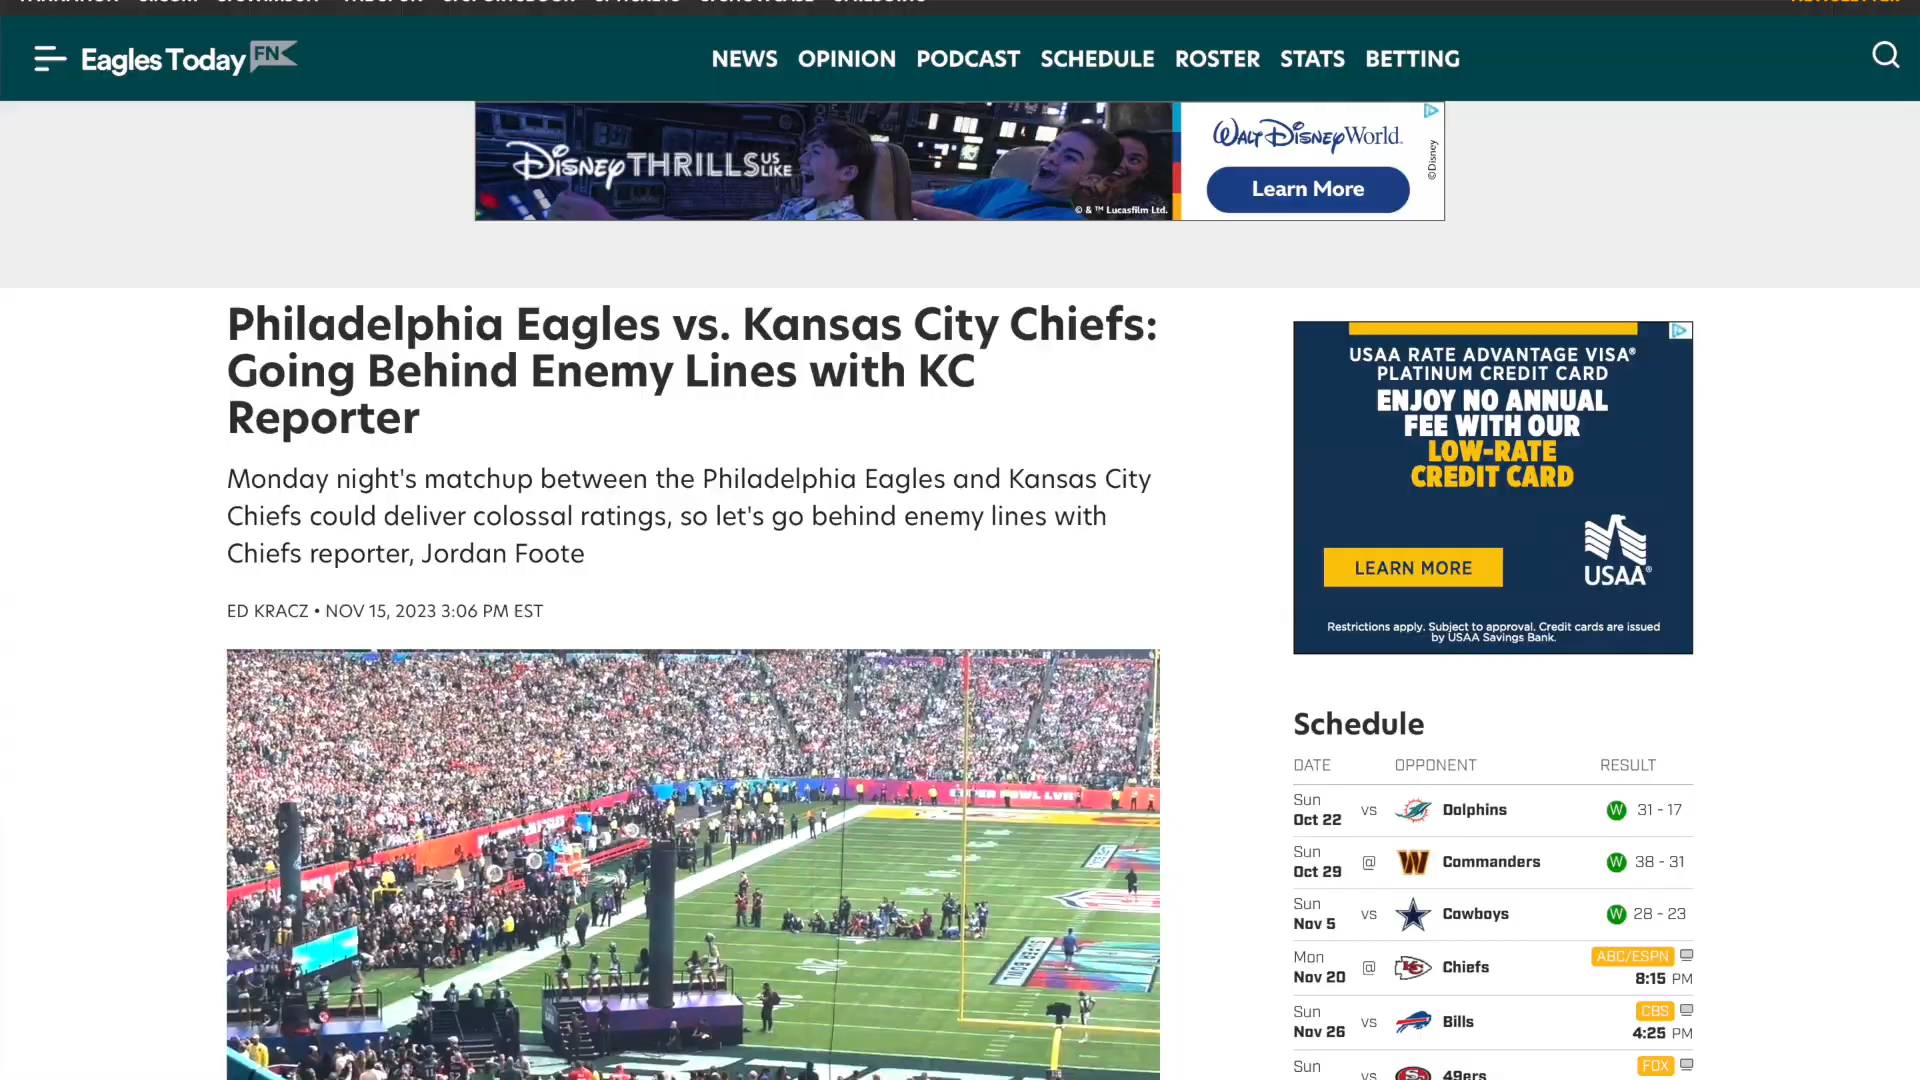 Eagles Today FN
NEWS OPINION PODCAST SCHEDULE ROSTER STATS BETTING
Disney THRILLS US LIKE
© & ™ Lucasfilm Ltd.
Walt Disney World.
Learn More
©Disney
Philadelphia Eagles vs. Kansas City Chiefs:
Going Behind Enemy Lines with KC
Reporter
Monday night's matchup between the Philadelphia Eagles and Kansas City
Chiefs could deliver colossal ratings, so let's go behind enemy lines with
Chiefs reporter, Jordan Foote
ED KRACZ • NOV 15, 2023 3:06 PM EST
SUPER BOWL LVII
SUPER BOWL
USAA RATE ADVANTAGE VISA®
PLATINUM CREDIT CARD
ENJOY NO ANNUAL
FEE WITH OUR
LOW-RATE
CREDIT CARD
LEARN MORE
USAA®
Restrictions apply. Subject to approval. Credit cards are issued
by USAA Savings Bank.
Schedule
DATE OPPONENT RESULT
Sun Oct 22 vs Dolphins W 31 - 17
Sun Oct 29 @ Commanders W 38 - 31
Sun Nov 5 vs Cowboys W 28 - 23
Mon Nov 20 @ Chiefs ABC/ESPN 8:15 PM
Sun Nov 26 vs Bills CBS 4:25 PM
Sun vs 49ers FOX